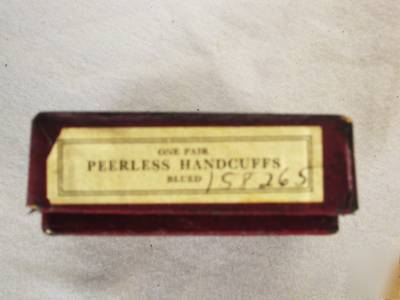 ONE PAIR
PEERLESS HANDCUFFS
BLUED 158265